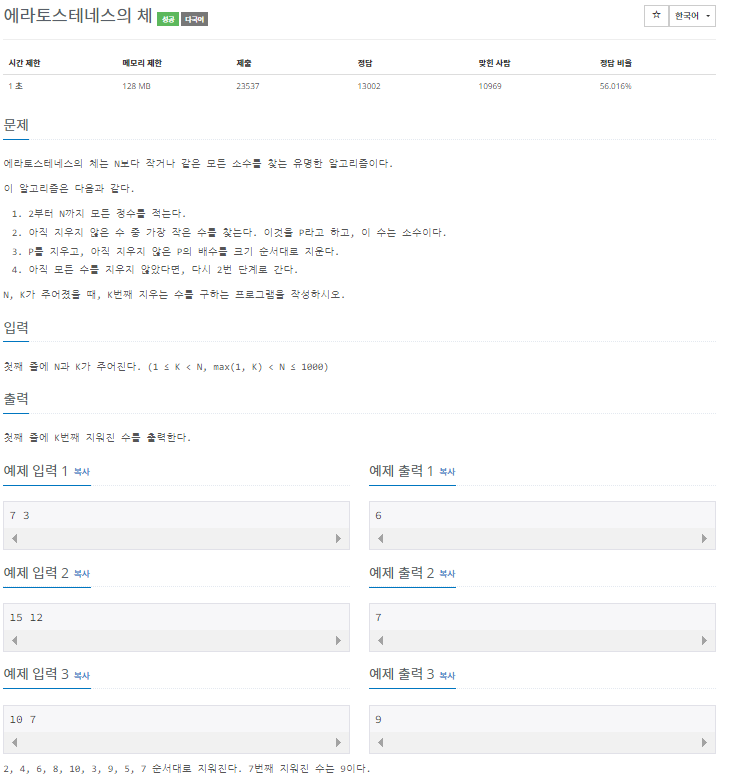 에라토스테네스의 체 성공 다국어
☆ 한국어
시간 제한 메모리 제한 제출 정답 맞힌 사람 정답 비율
1 초 128 MB 23537 13002 10969 56.016%
문제
에라토스테네스의 체는 N보다 작거나 같은 모든 소수를 찾는 유명한 알고리즘이다.
이 알고리즘은 다음과 같다.
1. 2부터 N까지 모든 정수를 적는다.
2. 아직 지우지 않은 수 중 가장 작은 수를 찾는다. 이것을 P라고 하고, 이 수는 소수이다.
3. P를 지우고, 아직 지우지 않은 P의 배수를 크기 순서대로 지운다.
4. 아직 모든 수를 지우지 않았다면, 다시 2번 단계로 간다.
N, K가 주어졌을 때, K번째 지우는 수를 구하는 프로그램을 작성하시오.
입력
첫째 줄에 N과 K가 주어진다. (1 ≤ K < N, max(1, K) < N ≤ 1000)
출력
첫째 줄에 K번째 지워진 수를 출력한다.
예제 입력 1 복사
7 3
예제 출력 1 복사
6
예제 입력 2 복사
15 12
예제 출력 2 복사
7
예제 입력 3 복사
10 7
예제 출력 3 복사
9
2, 4, 6, 8, 10, 3, 9, 5, 7 순서대로 지워진다. 7번째 지워진 수는 9이다.